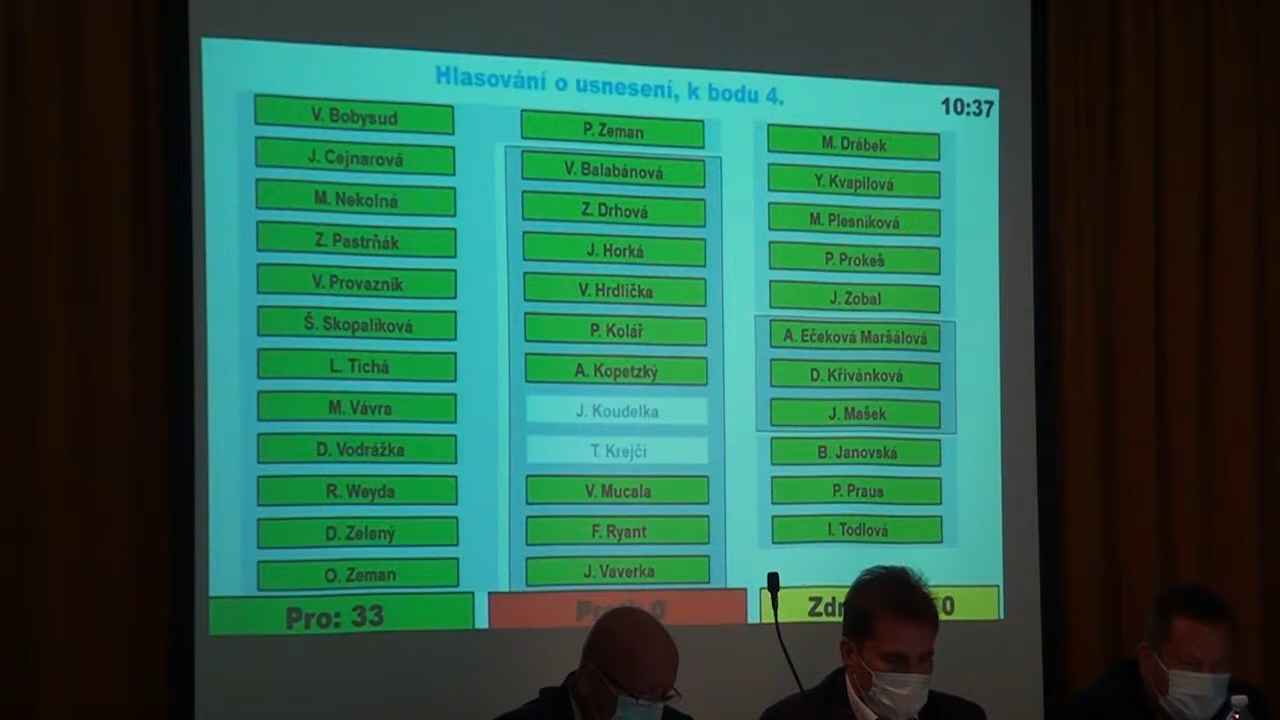 Hlasování o usnesení, k bodu 4.
10:37
V. Bobysud
J. Cejnarová
M. Nekolná
Z. Pastrňák
V. Provazník
Š. Skopalíková
L. Tichá
M. Vávra
D. Vodrážka
R. Weyda
D. Zelený
O. Zeman
P. Zeman
V. Balabánová
Z. Drhová
J. Horká
V. Hrdlička
P. Kolář
A. Kopetzký
J. Koudelka
T. Krejčí
V. Mucala
F. Ryant
J. Vaverka
M. Drábek
Y. Kvapilová
M. Plesníková
P. Prokeš
J. Zobal
A. Ečeková Maršálová
D. Křivánková
J. Mašek
B. Janovská
P. Praus
I. Todlová
Pro: 33
0
0